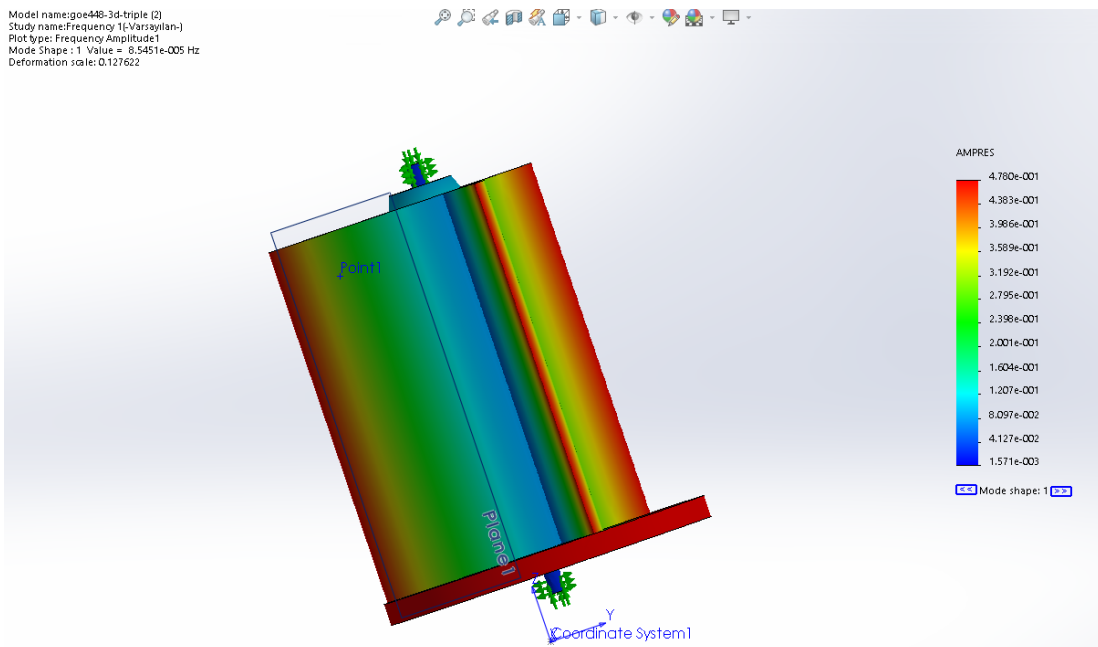 Model name:goe448-3d-triple (2)
Study name:Frequency 1(-Varsayılan-)
Plot type: Frequency Amplitude1
Mode Shape : 1 Value = 8.5451e-005 Hz
Deformation scale: 0.127622
AMPRES
4.780e-001
4.383e-001
3.986e-001
3.589e-001
3.192e-001
2.795e-001
2.398e-001
2.001e-001
1.604e-001
1.207e-001
8.097e-002
4.127e-002
1.571e-003
<< Mode shape: 1 >>
Point1
Plane1
Y
Coordinate System1